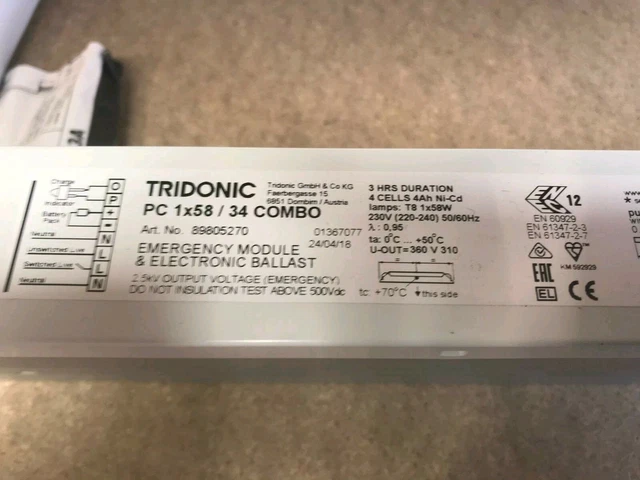 24
Charge
Indicator
Battery
Pack
Neutral
Unswitched Live
Switched Live
Neutral
O
P
+
-
N
L
L
N
TRIDONIC
Tridonic GmbH & Co KG
Faerbergasse 15
6851 Dornbirn / Austria
PC 1x58 / 34 COMBO
Art. No. 89805270
01367077
24/04/18
EMERGENCY MODULE
& ELECTRONIC BALLAST
2.5kV OUTPUT VOLTAGE (EMERGENCY)
DO NOT INSULATION TEST ABOVE 500Vdc
3 HRS DURATION
4 CELLS 4Ah Ni-Cd
lamps: T8 1x58W
230V (220-240) 50/60Hz
λ : 0,95
ta: 0°C ... +50°C
U-OUT=360 V 310
tc: +70°C
this side
12
EN 60929
EN 61347-2-3
EN 61347-2-7
KM 592929
EAC
EL
CE